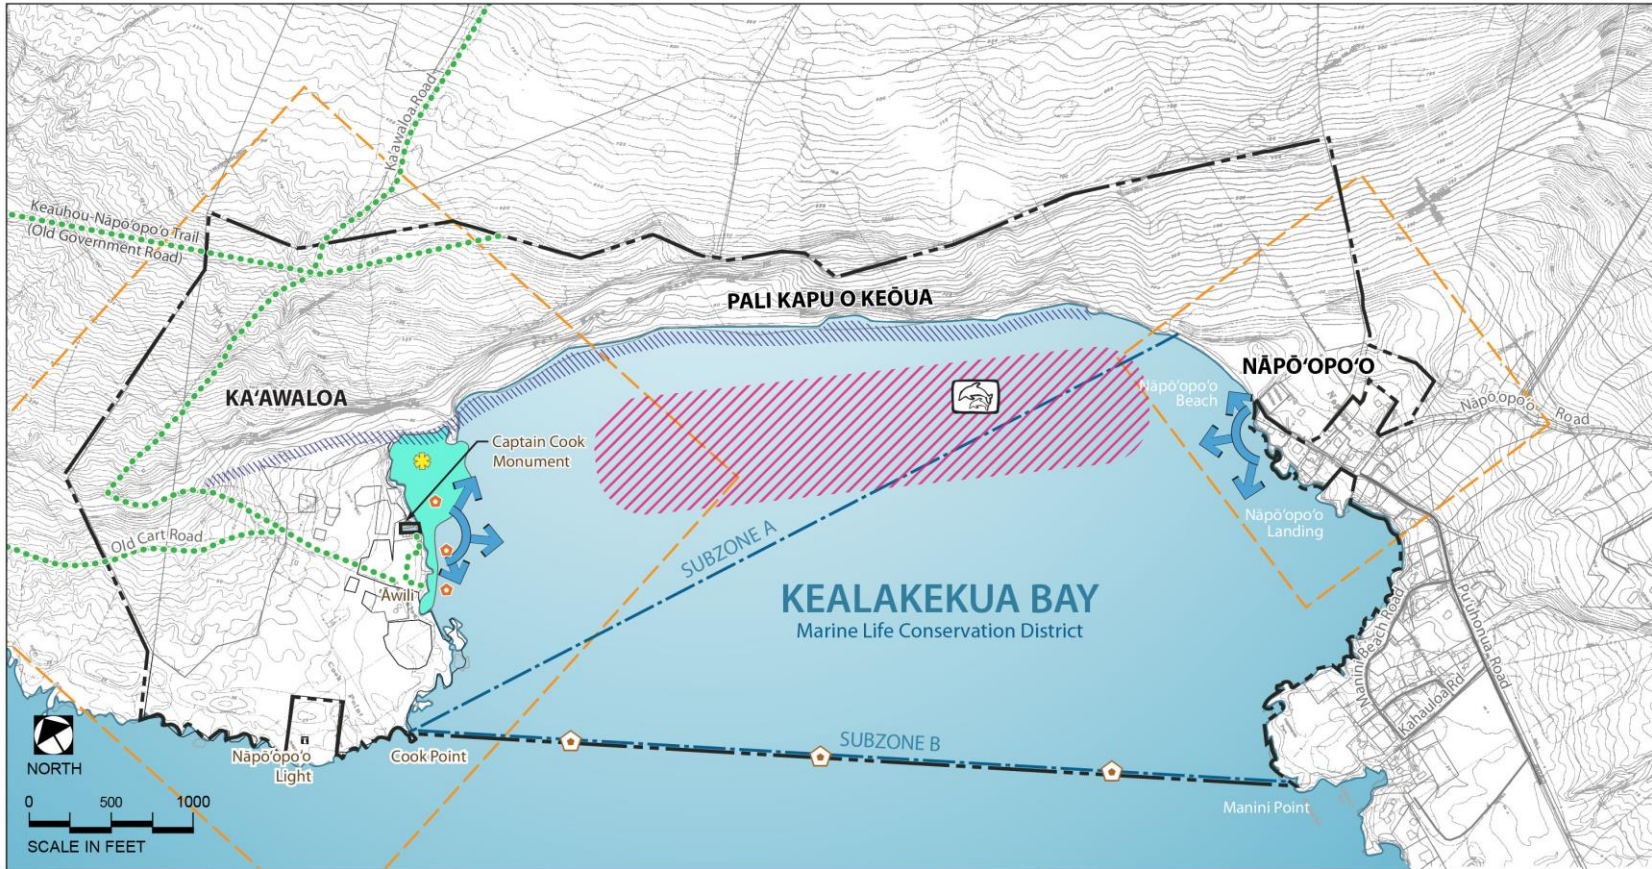 Ka'awaloa Road
Keauhou-Nāpō'opo'o Trail
(Old Government Road)
PALI KAPU O KEŌUA
KA'AWALOA
NĀPŌ'OPO'O
Nāpō'opo'o
Beach
Nāpō'opo'o Road
Captain Cook
Monument
Nāpō'opo'o
Landing
Old Cart Road
SUBZONE A
'Awili
KEALAKEKUA BAY
Marine Life Conservation District
Manini Beach Road
Pu'uhonua Road
Kahauloa Rd
NORTH
Nāpō'opo'o
Light
Cook Point
SUBZONE B
Manini Point
0 500 1000
SCALE IN FEET